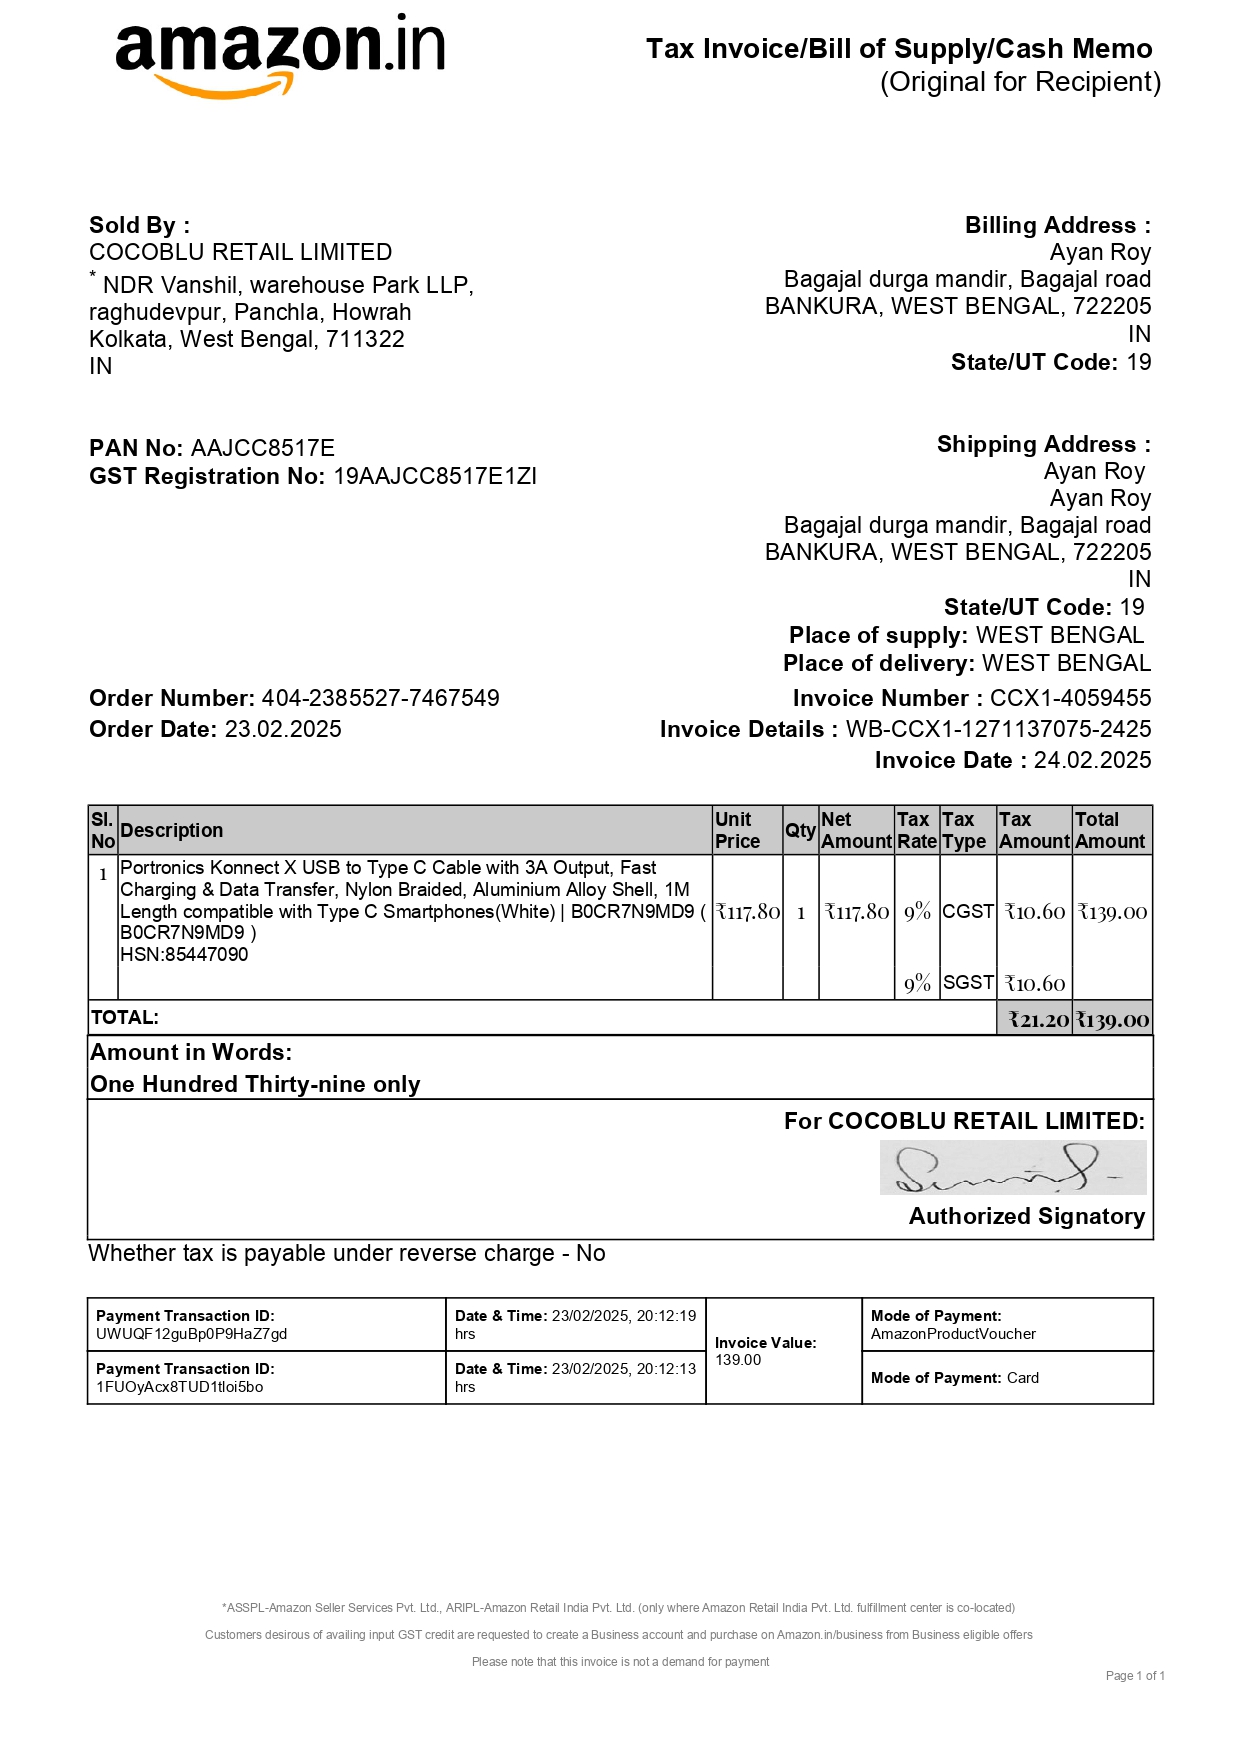 amazon.in
Tax Invoice/Bill of Supply/Cash Memo
(Original for Recipient)
Sold By :
COCOBLU RETAIL LIMITED
* NDR Vanshil, warehouse Park LLP,
raghudevpur, Panchla, Howrah
Kolkata, West Bengal, 711322
IN
Billing Address :
Ayan Roy
Bagajal durga mandir, Bagajal road
BANKURA, WEST BENGAL, 722205
IN
State/UT Code: 19
PAN No: AAJCC8517E
GST Registration No: 19AAJCC8517E1ZI
Shipping Address :
Ayan Roy
Ayan Roy
Bagajal durga mandir, Bagajal road
BANKURA, WEST BENGAL, 722205
IN
State/UT Code: 19
Place of supply: WEST BENGAL
Place of delivery: WEST BENGAL
Order Number: 404-2385527-7467549
Order Date: 23.02.2025
Invoice Number : CCX1-4059455
Invoice Details : WB-CCX1-1271137075-2425
Invoice Date : 24.02.2025
Sl. No Description Unit Price Qty Net Amount Tax Rate Tax Type Tax Amount Total Amount
1 Portronics Konnect X USB to Type C Cable with 3A Output, Fast
Charging & Data Transfer, Nylon Braided, Aluminium Alloy Shell, 1M
Length compatible with Type C Smartphones(White) | B0CR7N9MD9 ( ₹117.80 1 ₹117.80 9% CGST ₹10.60 ₹139.00
B0CR7N9MD9 )
HSN:85447090
9% SGST ₹10.60
TOTAL: ₹21.20 ₹139.00
Amount in Words:
One Hundred Thirty-nine only
For COCOBLU RETAIL LIMITED:
Authorized Signatory
Whether tax is payable under reverse charge - No
Payment Transaction ID:
UWUQF12guBp0P9HaZ7gd
Date & Time: 23/02/2025, 20:12:19
hrs
Invoice Value:
139.00
Mode of Payment:
AmazonProductVoucher
Payment Transaction ID:
1FUOyAcx8TUD1tloi5bo
Date & Time: 23/02/2025, 20:12:13
hrs
Mode of Payment: Card
*ASSPL-Amazon Seller Services Pvt. Ltd., ARIPL-Amazon Retail India Pvt. Ltd. (only where Amazon Retail India Pvt. Ltd. fulfillment center is co-located)
Customers desirous of availing input GST credit are requested to create a Business account and purchase on Amazon.in/business from Business eligible offers
Please note that this invoice is not a demand for payment
Page 1 of 1